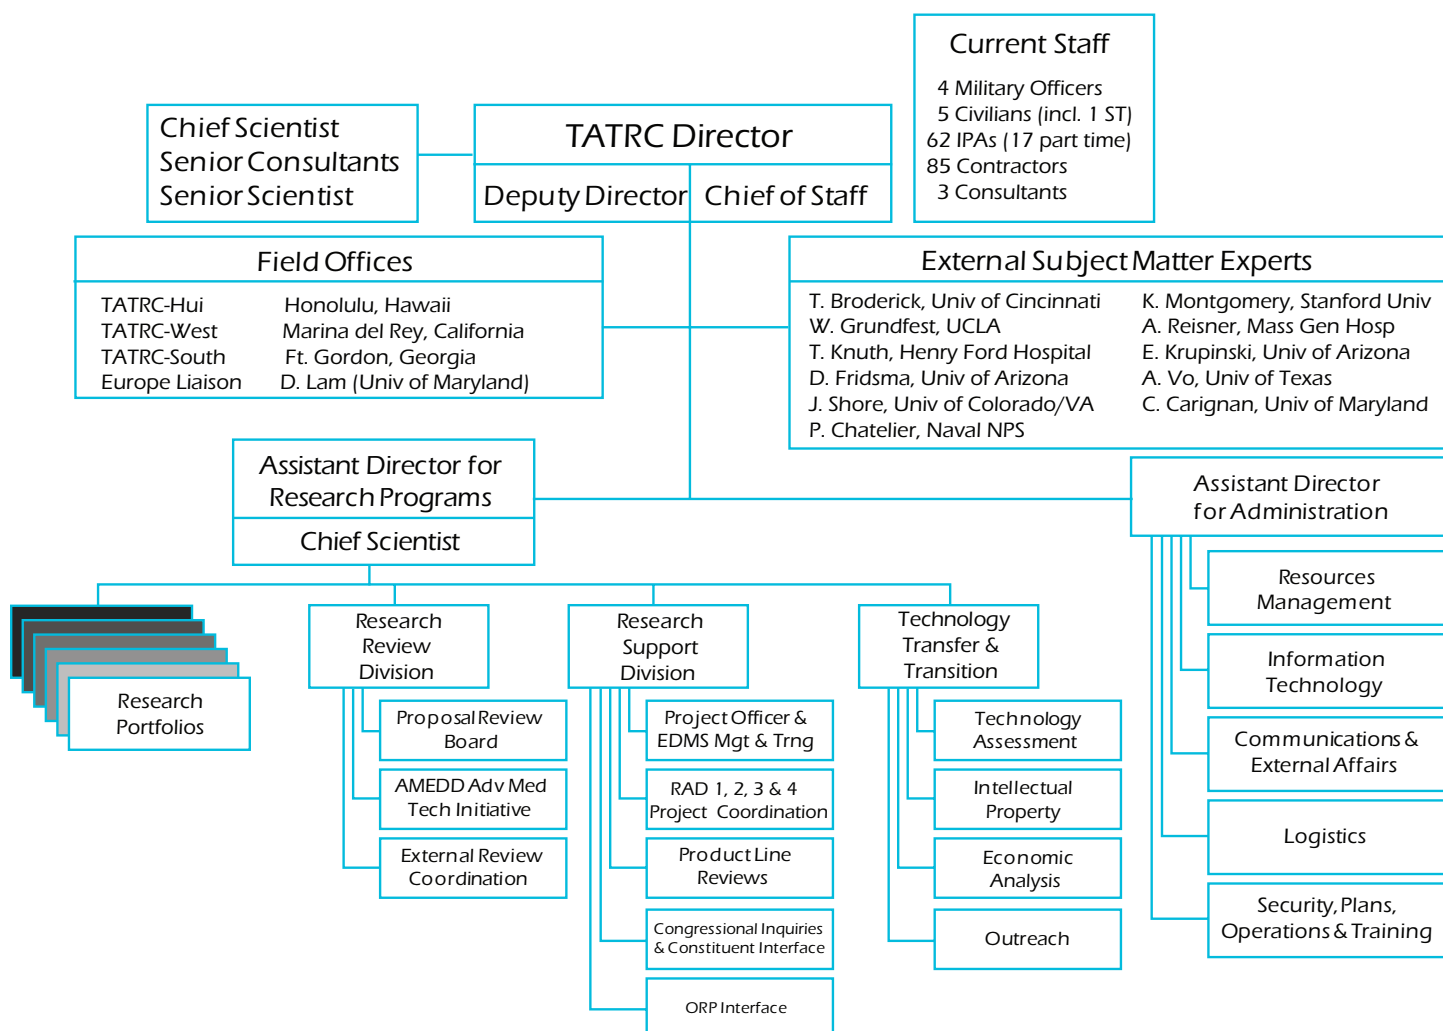 Current Staff
4 Military Officers
5 Civilians (incl. 1 ST)
62 IPAs (17 part time)
85 Contractors
3 Consultants
Chief Scientist
Senior Consultants
Senior Scientist
TATRC Director
Deputy Director
Chief of Staff
Field Offices
TATRC-Hui Honolulu, Hawaii
TATRC-West Marina del Rey, California
TATRC-South Ft. Gordon, Georgia
Europe Liaison D. Lam (Univ of Maryland)
External Subject Matter Experts
T. Broderick, Univ of Cincinnati
W. Grundfest, UCLA
T. Knuth, Henry Ford Hospital
D. Fridsma, Univ of Arizona
J. Shore, Univ of Colorado/VA
P. Chatelier, Naval NPS
K. Montgomery, Stanford Univ
A. Reisner, Mass Gen Hosp
E. Krupinski, Univ of Arizona
A. Vo, Univ of Texas
C. Carignan, Univ of Maryland
Assistant Director for
Research Programs
Chief Scientist
Assistant Director
for Administration
Research
Portfolios
Research
Review
Division
Proposal Review
Board
AMEDD Adv Med
Tech Initiative
External Review
Coordination
Research
Support
Division
Project Officer &
EDMS Mgt & Trng
RAD 1, 2, 3 & 4
Project Coordination
Product Line
Reviews
Congressional Inquiries
& Constituent Interface
ORP Interface
Technology
Transfer &
Transition
Technology
Assessment
Intellectual
Property
Economic
Analysis
Outreach
Resources
Management
Information
Technology
Communications &
External Affairs
Logistics
Security, Plans,
Operations & Training